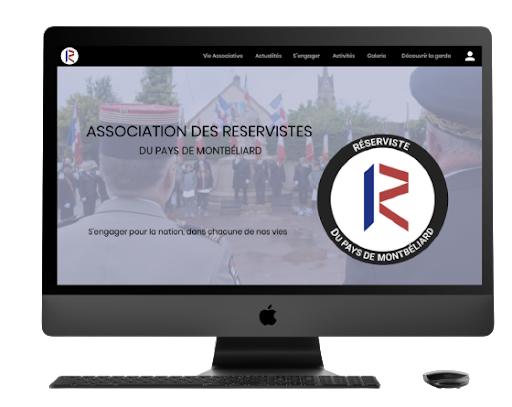 Vie Associative Actualités S'engager Activités Galerie Découvrir la garde
ASSOCIATION DES RESERVISTES
DU PAYS DE MONTBÉLIARD
S'engager pour la nation, dans chacune de nos vies
RÉSERVISTE
DU PAYS DE MONTBÉLIARD